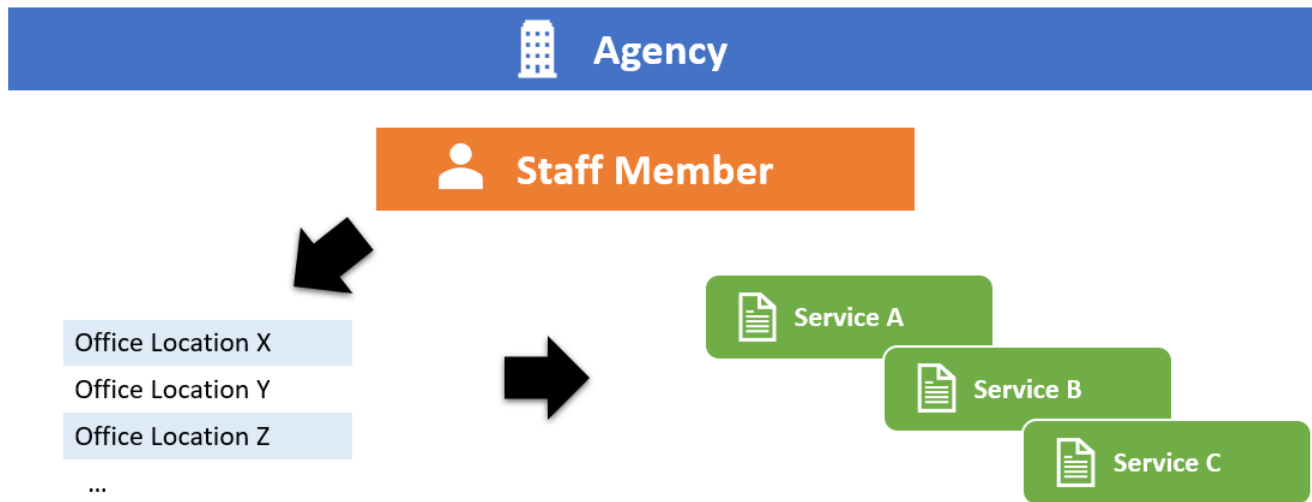 Agency
Staff Member
Office Location X
Office Location Y
Office Location Z
...
Service A
Service B
Service C